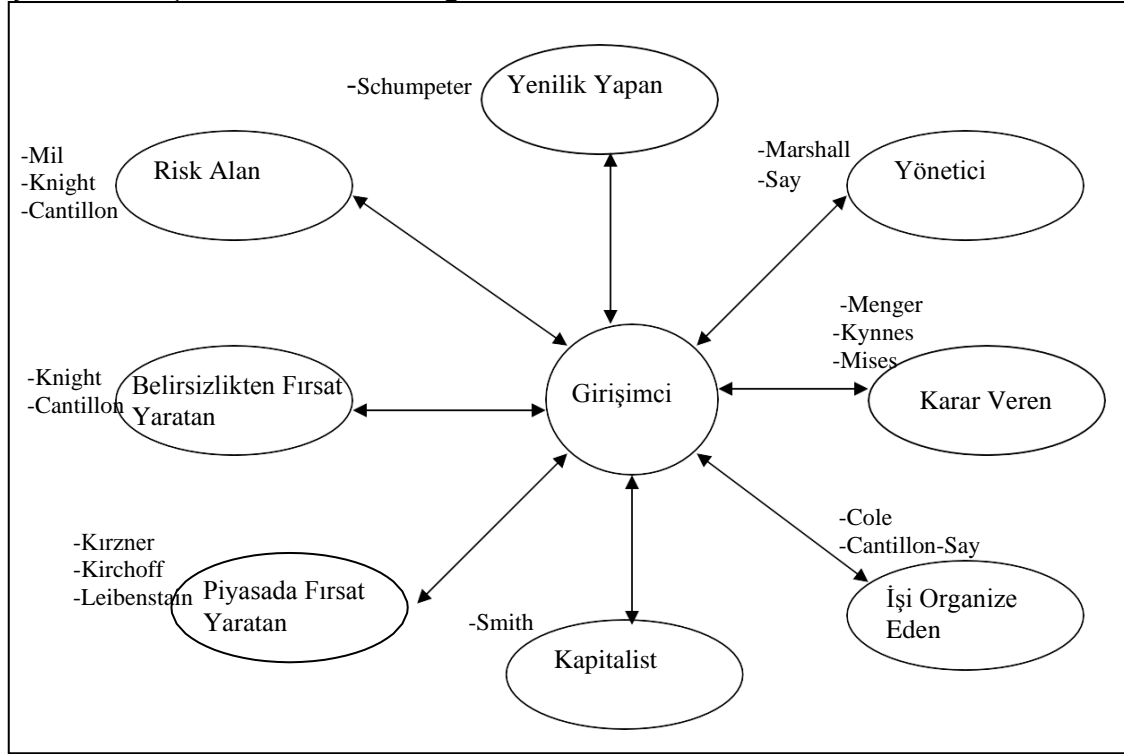 -Schumpeter
Yenilik Yapan
-Mil
-Knight
-Cantillon
Risk Alan
-Marshall
-Say
Yönetici
-Menger
-Kynnes
-Mises
Karar Veren
-Knight
-Cantillon
Belirsizlikten Fırsat
Yaratan
Girişimci
-Kırzner
-Kirchoff
-Leibenstaın
Piyasada Fırsat
Yaratan
-Smith
Kapitalist
-Cole
-Cantillon-Say
İşi Organize
Eden